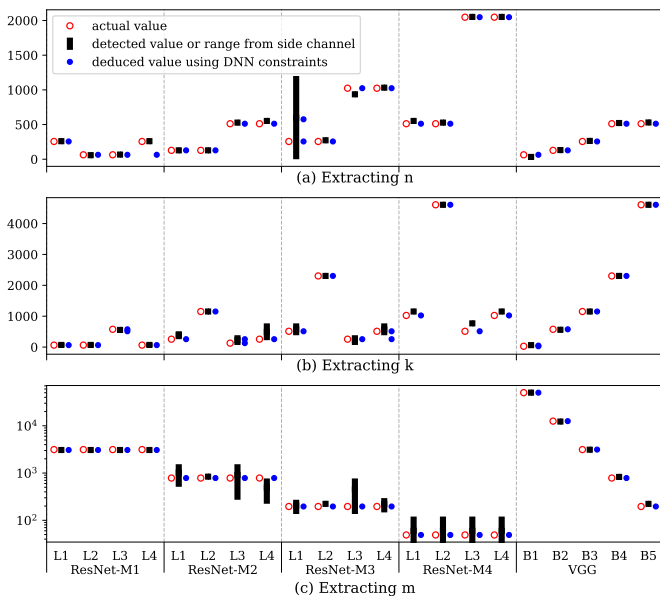 2000
1500
1000
500
0
actual value
detected value or range from side channel
deduced value using DNN constraints
(a) Extracting n
4000
3000
2000
1000
0
(b) Extracting k
10^4
10^3
10^2
L1 L2 L3 L4 L1 L2 L3 L4 L1 L2 L3 L4 L1 L2 L3 L4 B1 B2 B3 B4 B5
ResNet-M1 ResNet-M2 ResNet-M3 ResNet-M4 VGG
(c) Extracting m